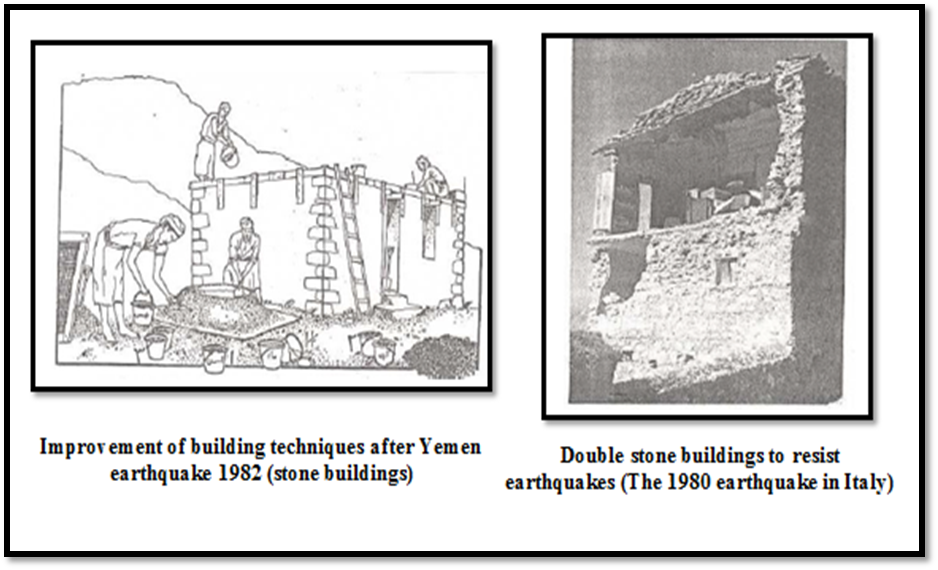 Improvement of building techniques after Yemen
earthquake 1982 (stone buildings)
Double stone buildings to resist
earthquakes (The 1980 earthquake in Italy)